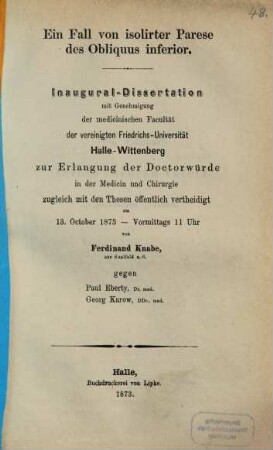 48.
Ein Fall von isolirter Parese
des Obliquus inferior.
Inaugural-Dissertation
mit Genehmigung
der medicinischen Facultät
der vereinigten Friedrichs-Universität
Halle-Wittenberg
zur Erlangung der Doctorwürde
in der Medicin und Chirurgie
zugleich mit den Thesen öffentlich vertheidigt
am
13. October 1873 — Vormittags 11 Uhr
von
Ferdinand Knabe,
aus Saalfeld a./S.
gegen
Paul Eberty, Dr. med.
Georg Karow, DDr. med.
Halle,
Buchdruckerei von Lipke.
1873.